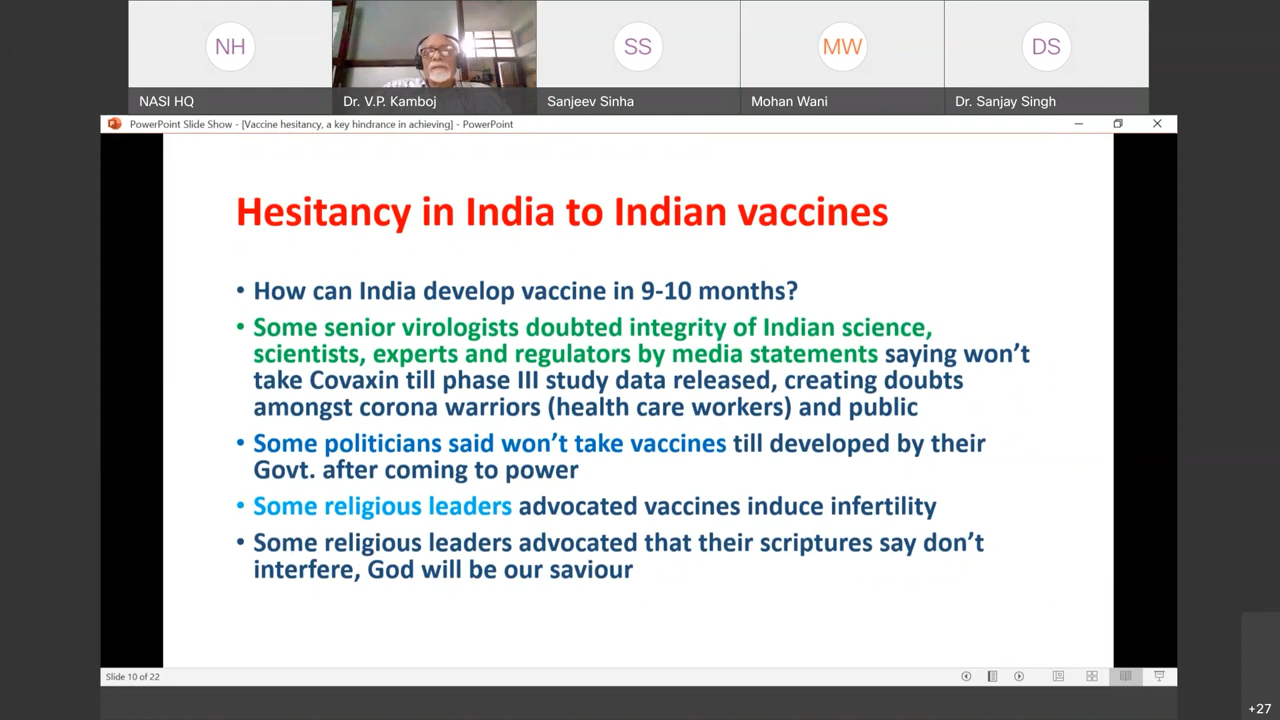 NH
SS
MW
DS
NASI HQ
Dr. V.P. Kamboj
Sanjeev Sinha
Mohan Wani
Dr. Sanjay Singh
PowerPoint Slide Show - [Vaccine hesitancy, a key hindrance in achieving] - PowerPoint
Hesitancy in India to Indian vaccines
• How can India develop vaccine in 9-10 months?
• Some senior virologists doubted integrity of Indian science,
scientists, experts and regulators by media statements saying won't
take Covaxin till phase III study data released, creating doubts
amongst corona warriors (health care workers) and public
• Some politicians said won't take vaccines till developed by their
Govt. after coming to power
• Some religious leaders advocated vaccines induce infertility
• Some religious leaders advocated that their scriptures say don't
interfere, God will be our saviour
Slide 10 of 22
+27